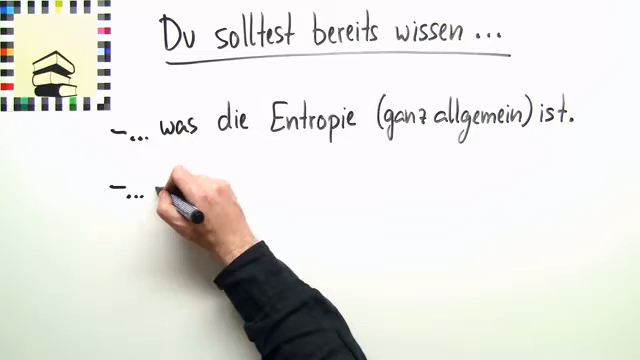 Du solltest bereits wissen ...
-... was die Entropie (ganz allgemein) ist.
-...